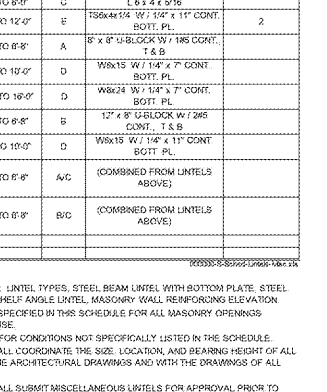 TO 6'-0" C L 6 x 4 x 5/16
TO 12'-0" E TS6x4x1/4 W / 1/4" x 11" CONT. BOTT. PL. 2
TO 6'-8" A 8" x 8" U-BLOCK W / 1#5 CONT. T & B
TO 10'-0" D W8x15 W / 1/4" x 7" CONT. BOTT. PL.
TO 16'-0" D W8x24 W / 1/4" x 7" CONT. BOTT. PL.
TO 6'-8" B 12" x 8" U-BLOCK W / 2#5 CONT., T & B
TO 10'-0" D W8x15 W / 1/4" x 11" CONT. BOTT. PL.
TO 6'-8" A/C (COMBINED FROM LINTELS ABOVE)
TO 6'-8" B/C (COMBINED FROM LINTELS ABOVE)
LINTEL TYPES, STEEL BEAM LINTEL WITH BOTTOM PLATE, STEEL
SHELF ANGLE LINTEL, MASONRY WALL REINFORCING ELEVATION.
SPECIFIED IN THIS SCHEDULE FOR ALL MASONRY OPENINGS
FOR CONDITIONS NOT SPECIFICALLY LISTED IN THE SCHEDULE.
ALL COORDINATE THE SIZE, LOCATION, AND BEARING HEIGHT OF ALL
ARCHITECTURAL DRAWINGS AND WITH THE DRAWINGS OF ALL
ALL SUBMIT MISCELLANEOUS LINTELS FOR APPROVAL PRIOR TO